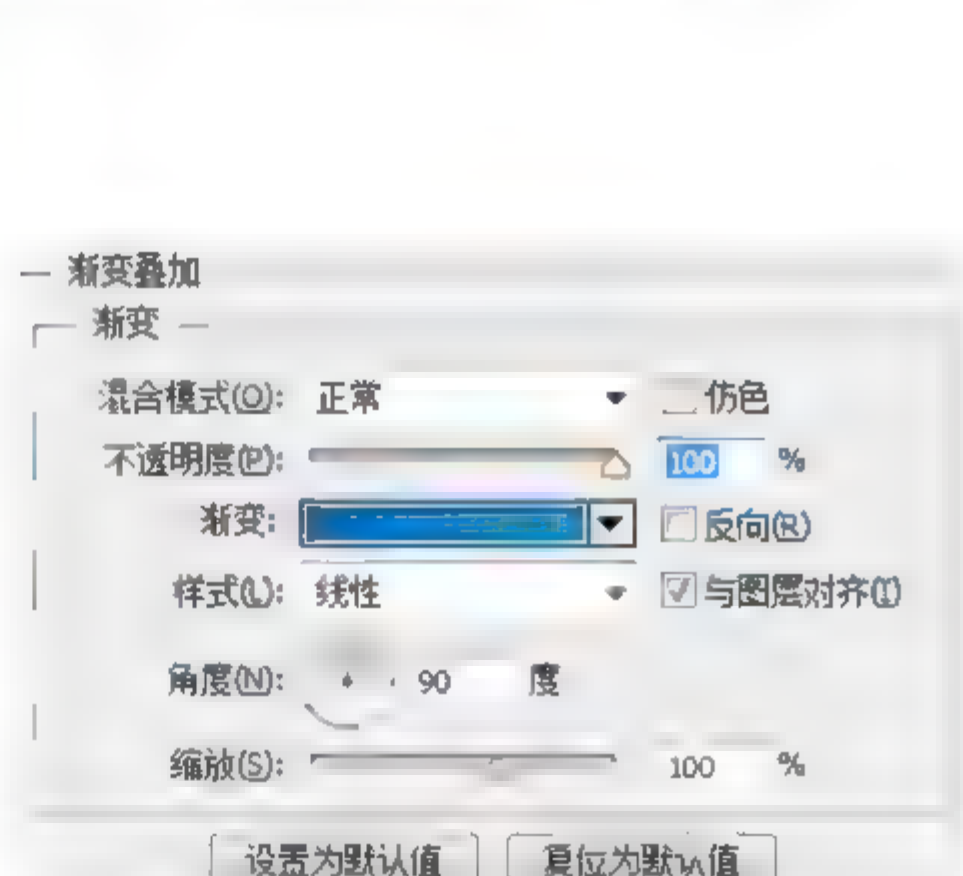 渐变叠加
渐变
混合模式(O): 正常 仿色
不透明度(P): 100 %
渐变: 反向(R)
样式(L): 线性 与图层对齐(I)
角度(N): 90 度
缩放(S): 100 %
设置为默认值 复位为默认值